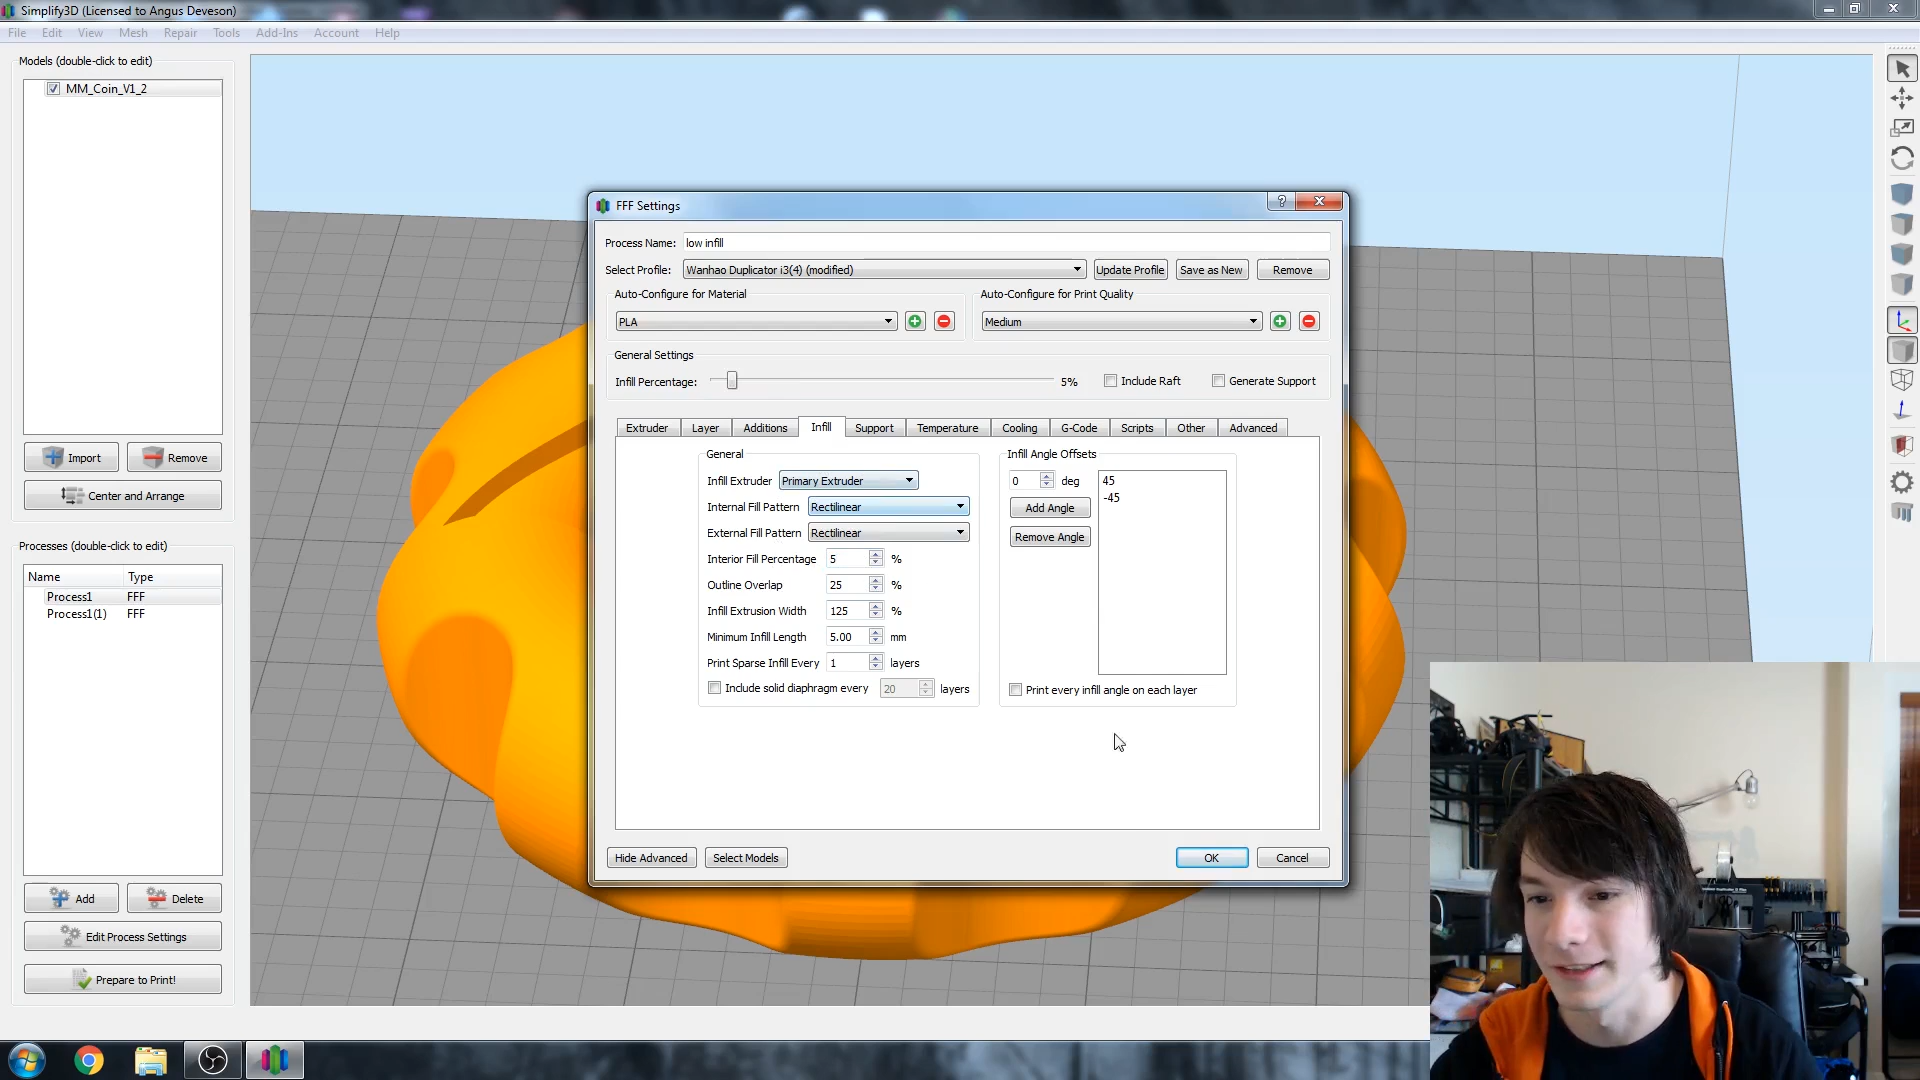 Simplify3D (Licensed to Angus Deveson)
File Edit View Mesh Repair Tools Add-Ins Account Help
Models (double-click to edit)
MM_Coin_V1_2
Import Remove
Center and Arrange
Processes (double-click to edit)
Name Type
Process1 FFF
Process1(1) FFF
Add Delete
Edit Process Settings
Prepare to Print!
FFF Settings
?
Process Name: low infill
Select Profile: Wanhao Duplicator i3(4) (modified) Update Profile Save as New Remove
Auto-Configure for Material
PLA
Auto-Configure for Print Quality
Medium
General Settings
Infill Percentage: 5% Include Raft Generate Support
Extruder Layer Additions Infill Support Temperature Cooling G-Code Scripts Other Advanced
General
Infill Extruder Primary Extruder
Internal Fill Pattern Rectilinear
External Fill Pattern Rectilinear
Interior Fill Percentage 5 %
Outline Overlap 25 %
Infill Extrusion Width 125 %
Minimum Infill Length 5.00 mm
Print Sparse Infill Every 1 layers
Include solid diaphragm every 20 layers
Infill Angle Offsets
0 deg
Add Angle
Remove Angle
45
-45
Print every infill angle on each layer
Hide Advanced Select Models OK Cancel